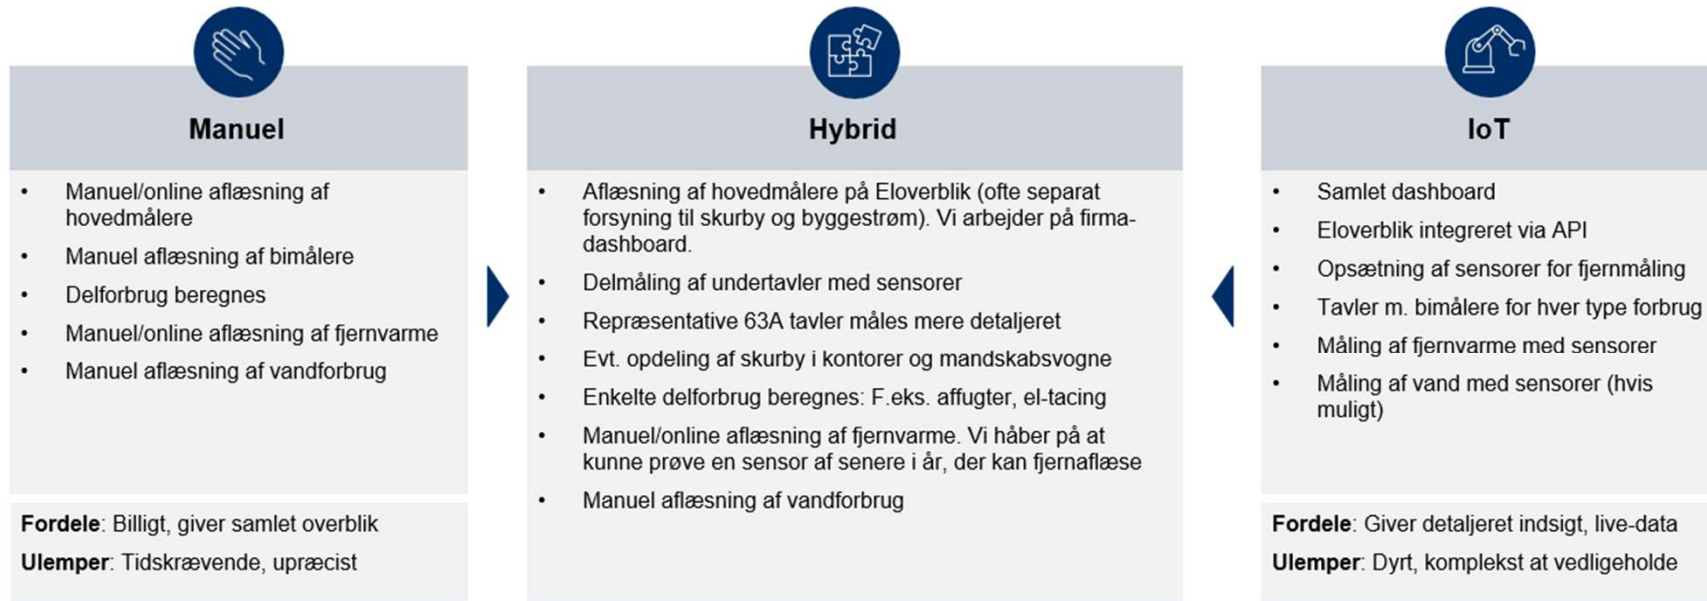 Manuel
• Manuel/online aflæsning af
hovedmålere
• Manuel aflæsning af bimålere
• Delforbrug beregnes
• Manuel/online aflæsning af fjernvarme
• Manuel aflæsning af vandforbrug
Fordele: Billigt, giver samlet overblik
Ulemper: Tidskrævende, upræcist
Hybrid
• Aflæsning af hovedmålere på Eloverblik (ofte separat
forsyning til skurby og byggestrøm). Vi arbejder på firma-
dashboard.
• Delmåling af undertavler med sensorer
• Repræsentative 63A tavler måles mere detaljeret
• Evt. opdeling af skurby i kontorer og mandskabsvogne
• Enkelte delforbrug beregnes: F.eks. affugter, el-tacing
• Manuel/online aflæsning af fjernvarme. Vi håber på at
kunne prøve en sensor af senere i år, der kan fjernaflæse
• Manuel aflæsning af vandforbrug
IoT
• Samlet dashboard
• Eloverblik integreret via API
• Opsætning af sensorer for fjernmåling
• Tavler m. bimålere for hver type forbrug
• Måling af fjernvarme med sensorer
• Måling af vand med sensorer (hvis
muligt)
Fordele: Giver detaljeret indsigt, live-data
Ulemper: Dyrt, komplekst at vedligeholde